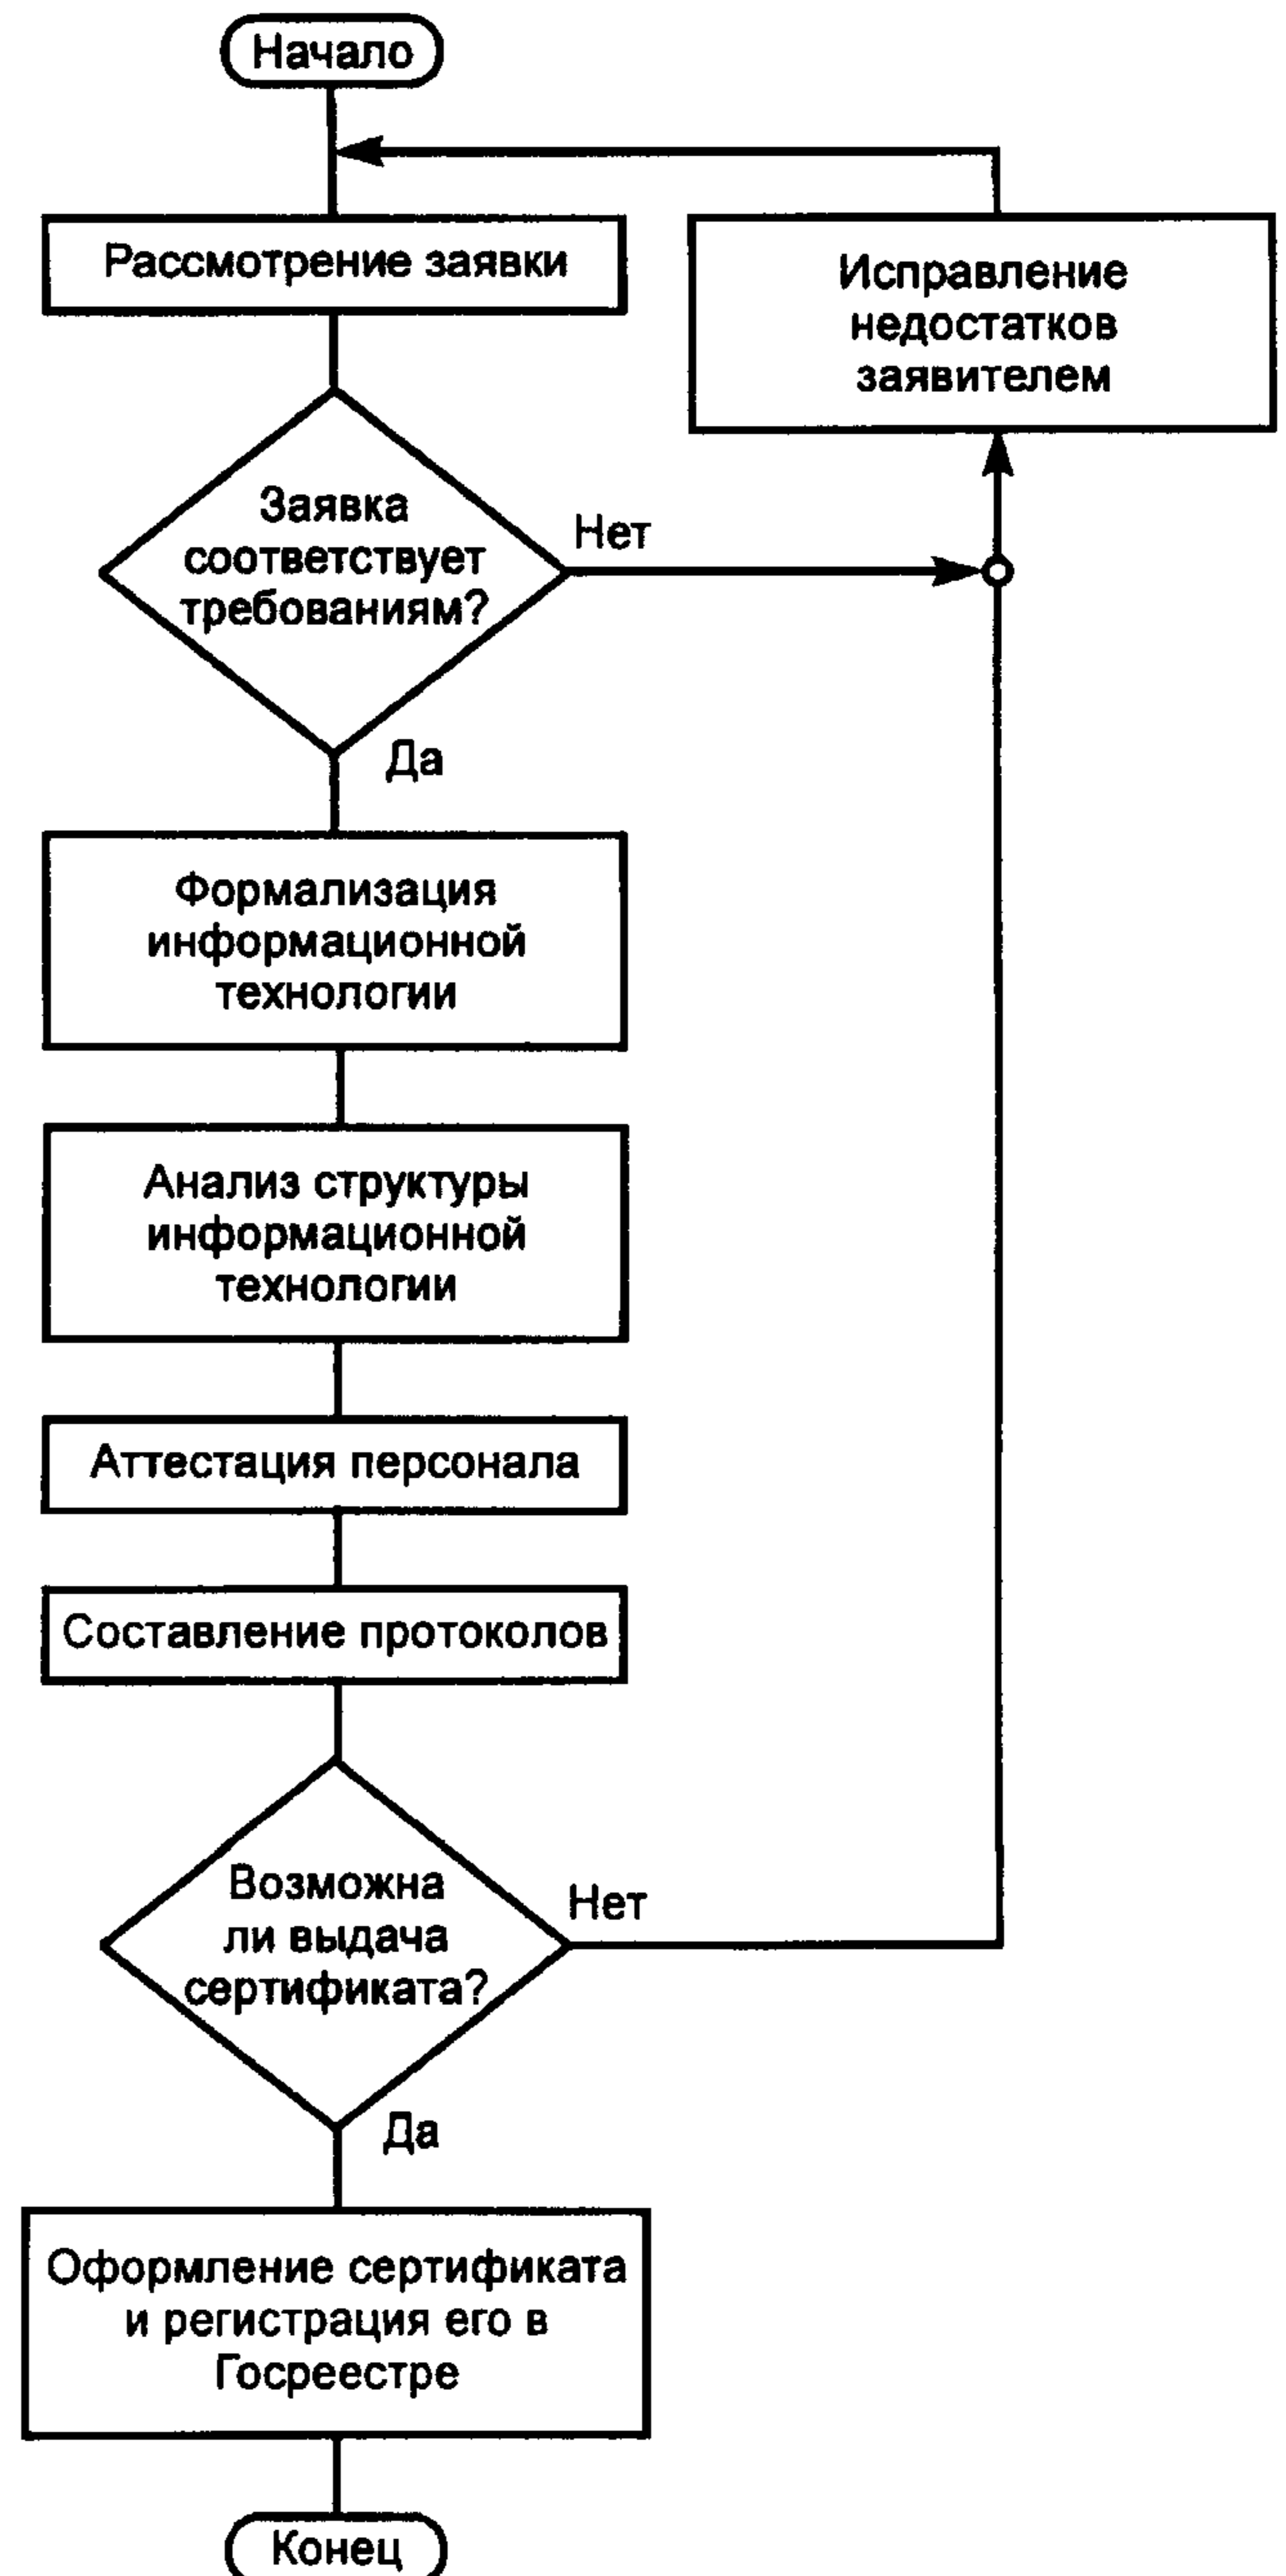 Начало
Рассмотрение заявки
Исправление
недостатков
заявителем
Заявка
соответствует
требованиям?
Нет
Да
Формализация
информационной
технологии
Анализ структуры
информационной
технологии
Аттестация персонала
Составление протоколов
Возможна
ли выдача
сертификата?
Нет
Да
Оформление сертификата
и регистрация его в
Госреестре
Конец